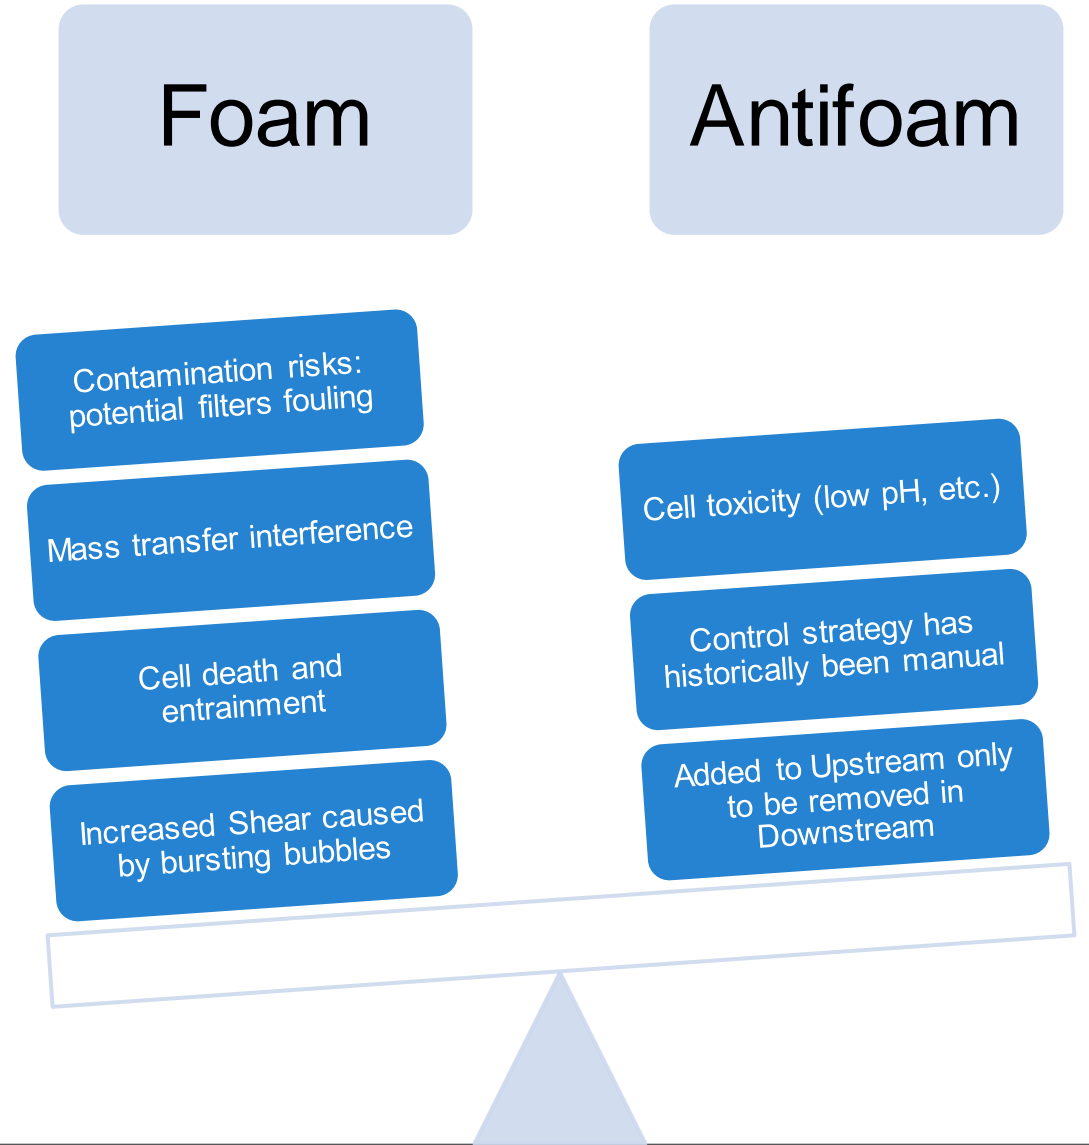 Foam
Antifoam
Contamination risks:
potential filters fouling
Mass transfer interference
Cell death and
entrainment
Increased Shear caused
by bursting bubbles
Cell toxicity (low pH, etc.)
Control strategy has
historically been manual
Added to Upstream only
to be removed in
Downstream